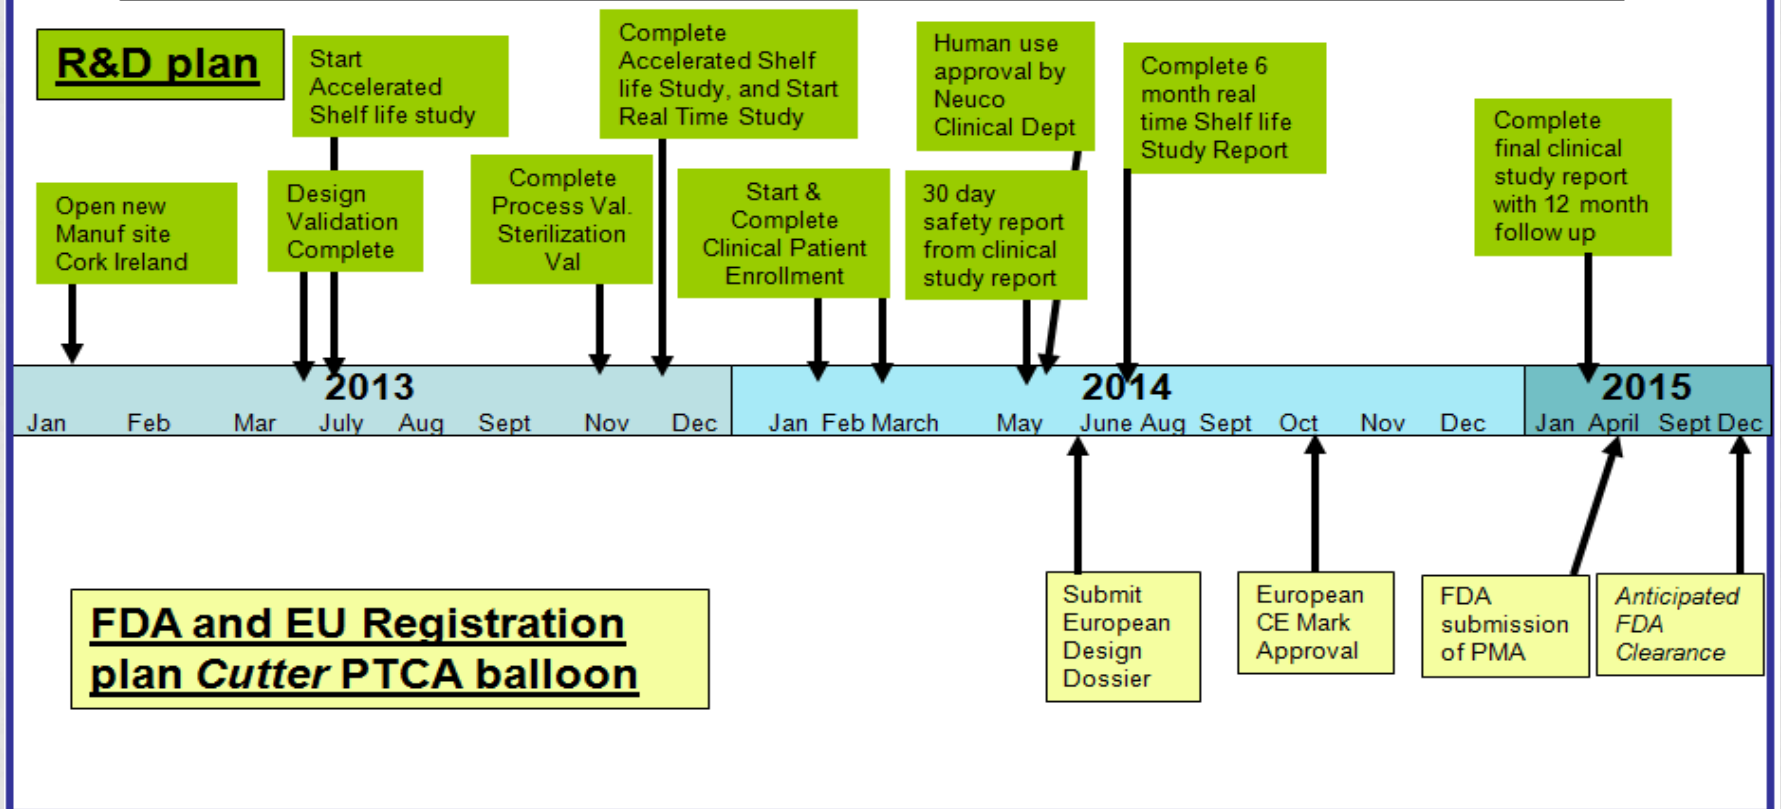 R&D plan
Start
Accelerated
Shelf life study
Complete
Accelerated Shelf
life Study, and Start
Real Time Study
Human use
approval by
Neuco
Clinical Dept
Complete 6
month real
time Shelf life
Study Report
Complete
final clinical
study report
with 12 month
follow up
Open new
Manuf site
Cork Ireland
Design
Validation
Complete
Complete
Process Val.
Sterilization
Val
Start &
Complete
Clinical Patient
Enrollment
30 day
safety report
from clinical
study report
2013
2014
2015
Jan Feb Mar July Aug Sept Nov Dec
Jan Feb March May June Aug Sept Oct Nov Dec
Jan April Sept Dec
FDA and EU Registration
plan Cutter PTCA balloon
Submit
European
Design
Dossier
European
CE Mark
Approval
FDA
submission
of PMA
Anticipated
FDA
Clearance